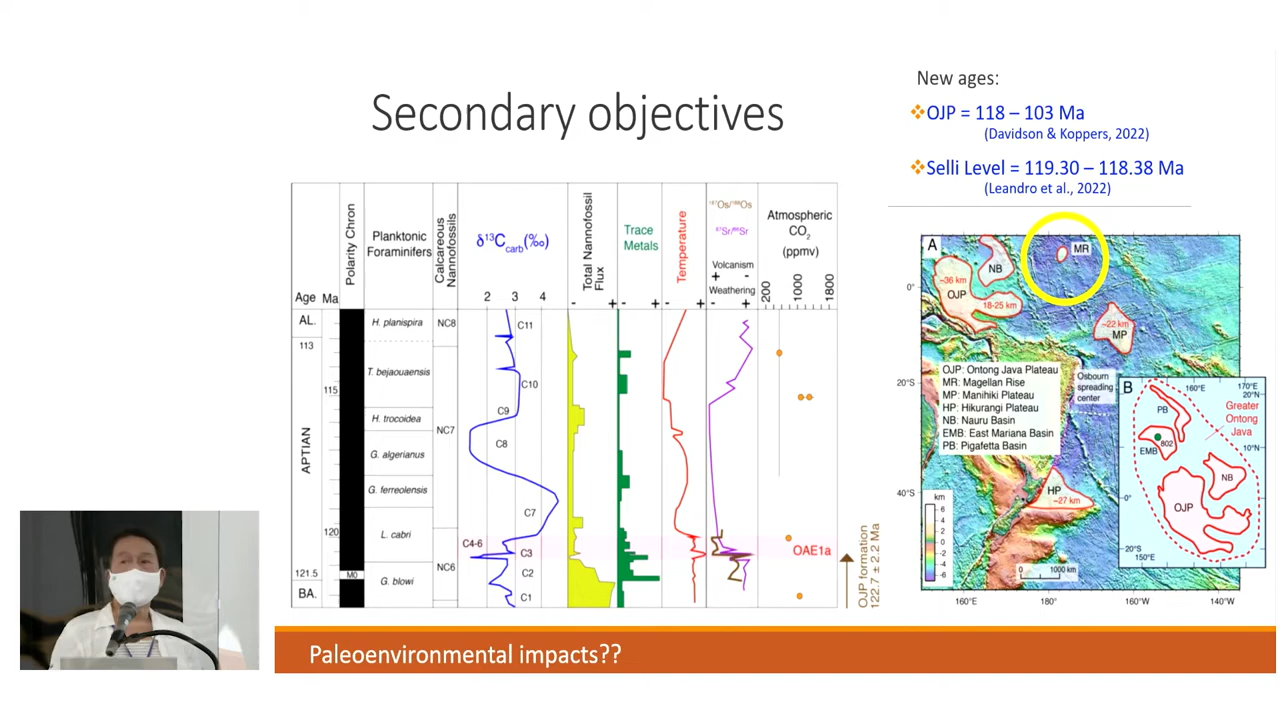 Secondary objectives
New ages:
OJP = 118 – 103 Ma
(Davidson & Koppers, 2022)
Selli Level = 119.30 – 118.38 Ma
(Leandro et al., 2022)
Age
Ma
Polarity Chron
Planktonic
Foraminifers
Calcareous
Nannofossils
δ¹³Ccarb(‰)
2 3 4
Total Nannofossil
Flux
- +
Trace
Metals
- +
Temperature
- +
¹⁸⁷Os/¹⁸⁸Os
⁸⁷Sr/⁸⁶Sr
Volcanism
+ -
Weathering
- +
Atmospheric
CO₂
(ppmv)
200
1000
1800
AL.
113
115
APTIAN
120
121.5
BA.
M0
H. planispira
T. bejaouaensis
H. trocoidea
G. algerianus
G. ferreolensis
L. cabri
G. blowi
NC8
NC7
NC6
C11
C10
C9
C8
C7
C4-6
C3
C2
C1
OAE1a
OJP formation
122.7 ± 2.2 Ma
A
MR
NB
~36 km
OJP
18-25 km
~22 km
MP
OJP: Ontong Java Plateau
MR: Magellan Rise
MP: Manihiki Plateau
HP: Hikurangi Plateau
NB: Nauru Basin
EMB: East Mariana Basin
PB: Pigafetta Basin
Osbourn
spreading
center
HP
~27 km
km
6
4
2
0
-2
-4
-6
0 1000 km
0°
20°S
40°S
160°E
180°
160°W
140°W
B
160°E
170°E
20°N
PB
802
EMB
Greater
Ontong
Java
10°N
NB
OJP
0°
20°S
150°E
Paleoenvironmental impacts??